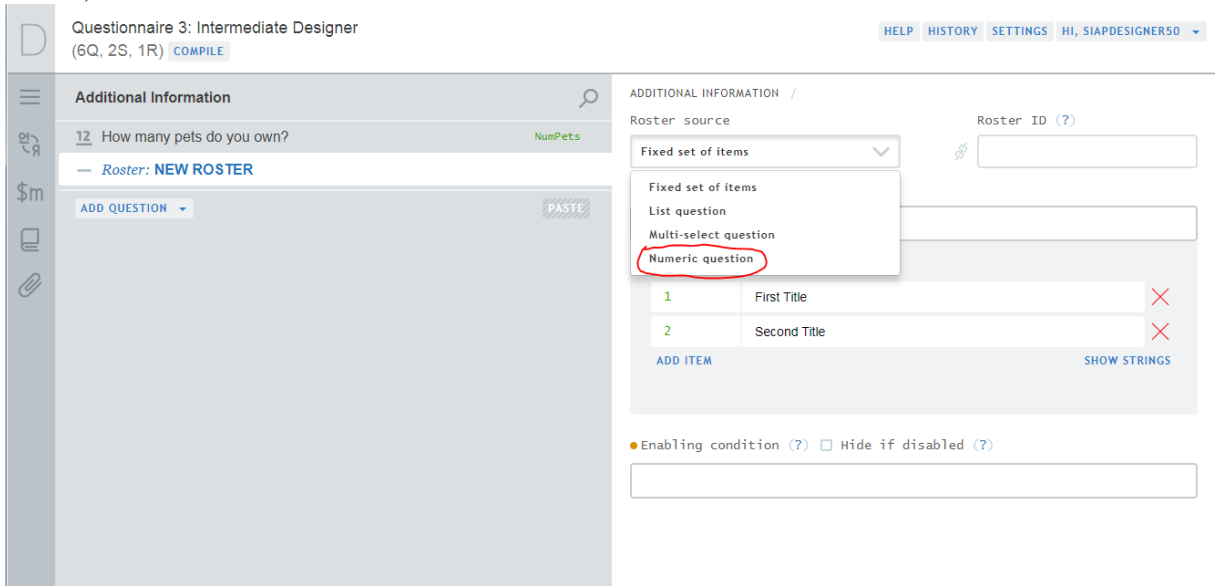 D
Questionnaire 3: Intermediate Designer
(6Q, 2S, 1R) COMPILE
HELP HISTORY SETTINGS HI, SIAPDESIGNER50
Additional Information
12 How many pets do you own? NumPets
— Roster: NEW ROSTER
ADD QUESTION PASTE
$m
ADDITIONAL INFORMATION /
Roster source Roster ID (?)
Fixed set of items
Fixed set of items
List question
Multi-select question
Numeric question
1 First Title
2 Second Title
ADD ITEM SHOW STRINGS
Enabling condition (?) Hide if disabled (?)